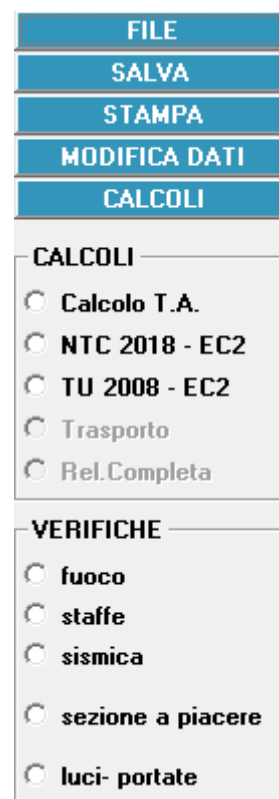 FILE
SALVA
STAMPA
MODIFICA DATI
CALCOLI
CALCOLI
Calcolo T.A.
NTC 2018 - EC2
TU 2008 - EC2
Trasporto
Rel.Completa
VERIFICHE
fuoco
staffe
sismica
sezione a piacere
luci- portate